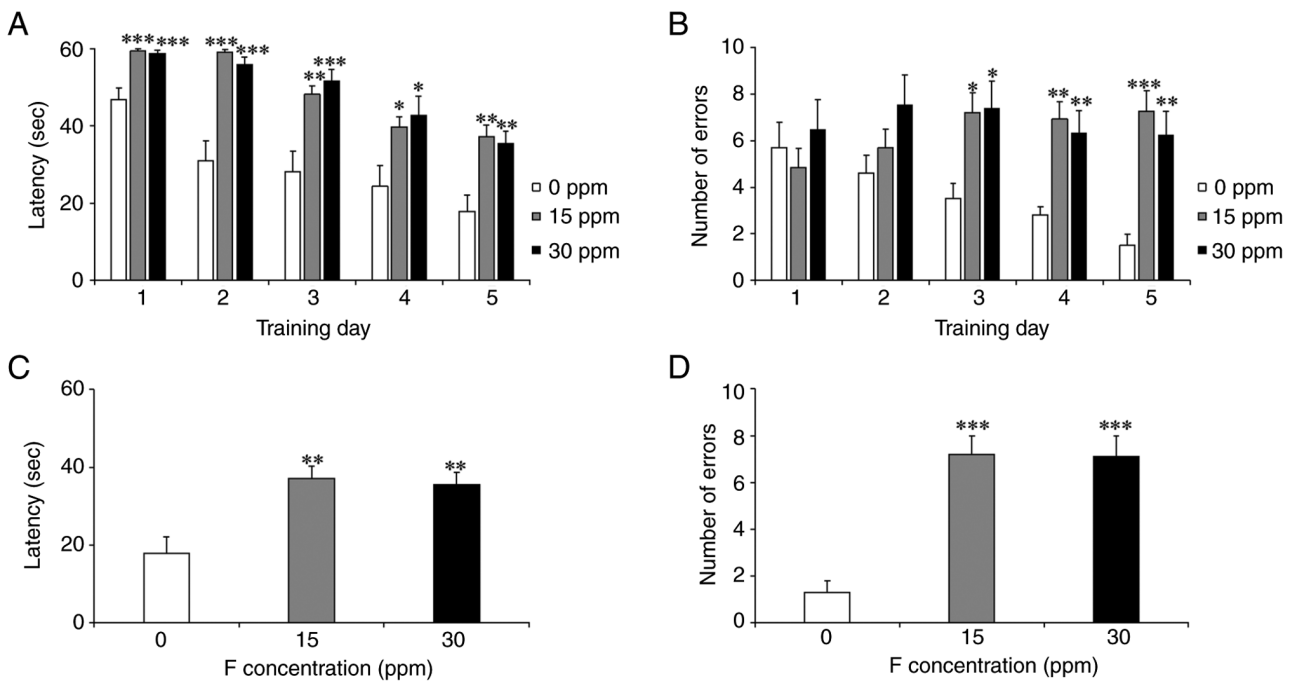 A
Latency (sec)
60
40
20
0
*** *** *** *** ** *** * * ** **
1 2 3 4 5
Training day
0 ppm
15 ppm
30 ppm
B
Number of errors
10
8
6
4
2
0
* * ** ** *** **
1 2 3 4 5
Training day
0 ppm
15 ppm
30 ppm
C
Latency (sec)
60
40
20
0
** **
0 15 30
F concentration (ppm)
D
Number of errors
10
8
6
4
2
0
*** ***
0 15 30
F concentration (ppm)